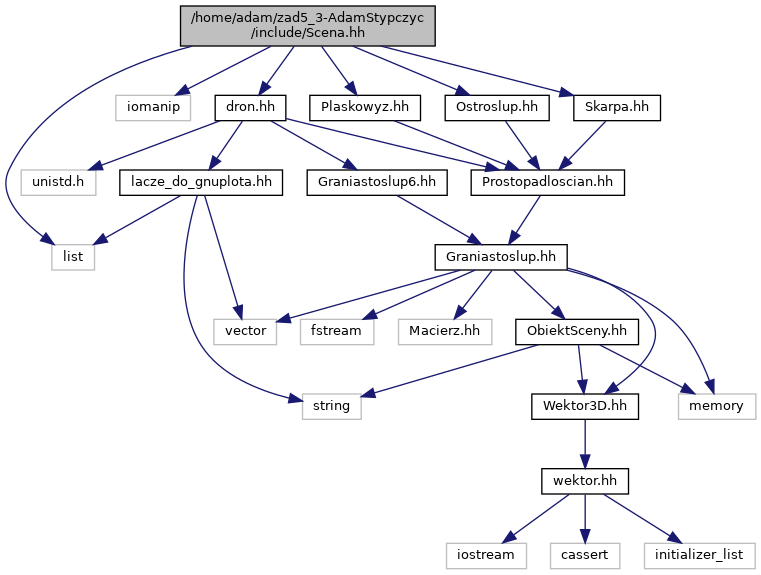 /home/adam/zad5_3-AdamStypczyc
/include/Scena.hh
iomanip
dron.hh
Plaskowyz.hh
Ostroslup.hh
Skarpa.hh
unistd.h
lacze_do_gnuplota.hh
Graniastoslup6.hh
Prostopadloscian.hh
list
Graniastoslup.hh
vector
fstream
Macierz.hh
ObiektSceny.hh
string
Wektor3D.hh
memory
wektor.hh
iostream
cassert
initializer_list